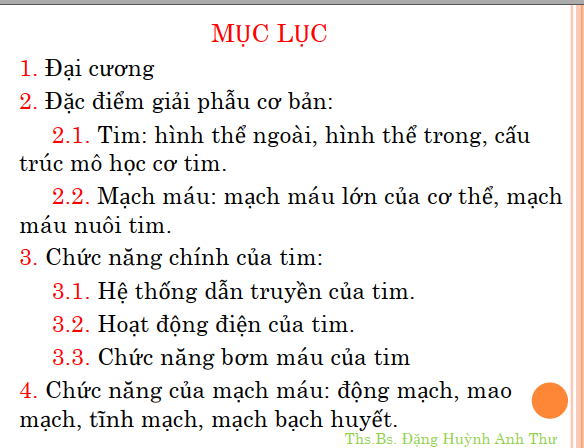 MỤC LỤC
1. Đại cương
2. Đặc điểm giải phẫu cơ bản:
2.1. Tim: hình thể ngoài, hình thể trong, cấu
trúc mô học cơ tim.
2.2. Mạch máu: mạch máu lớn của cơ thể, mạch
máu nuôi tim.
3. Chức năng chính của tim:
3.1. Hệ thống dẫn truyền của tim.
3.2. Hoạt động điện của tim.
3.3. Chức năng bơm máu của tim
4. Chức năng của mạch máu: động mạch, mao
mạch, tĩnh mạch, mạch bạch huyết.
Ths.Bs. Đặng Huỳnh Anh Thư